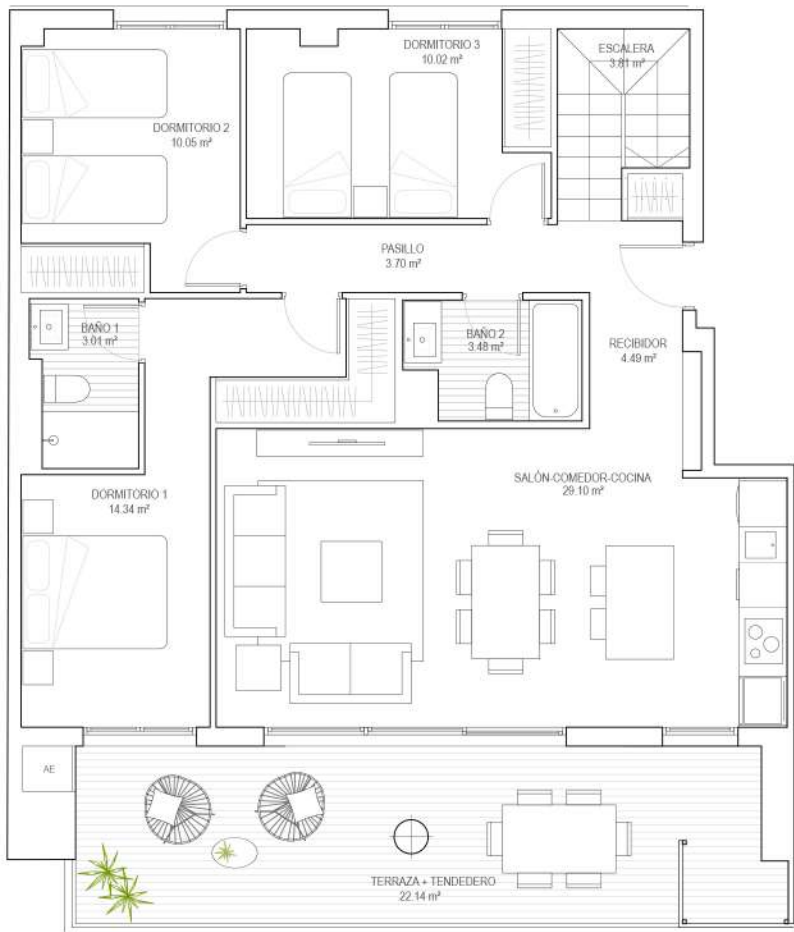 DORMITORIO 3
10.02 m²
ESCALERA
3.81 m²
DORMITORIO 2
10.05 m²
PASILLO
3.70 m²
BAÑO 1
3.01 m²
BAÑO 2
3.48 m²
RECIBIDOR
4.49 m²
SALÓN-COMEDOR-COCINA
29.10 m²
DORMITORIO 1
14.34 m²
AE
TERRAZA + TENDEDERO
22.14 m²